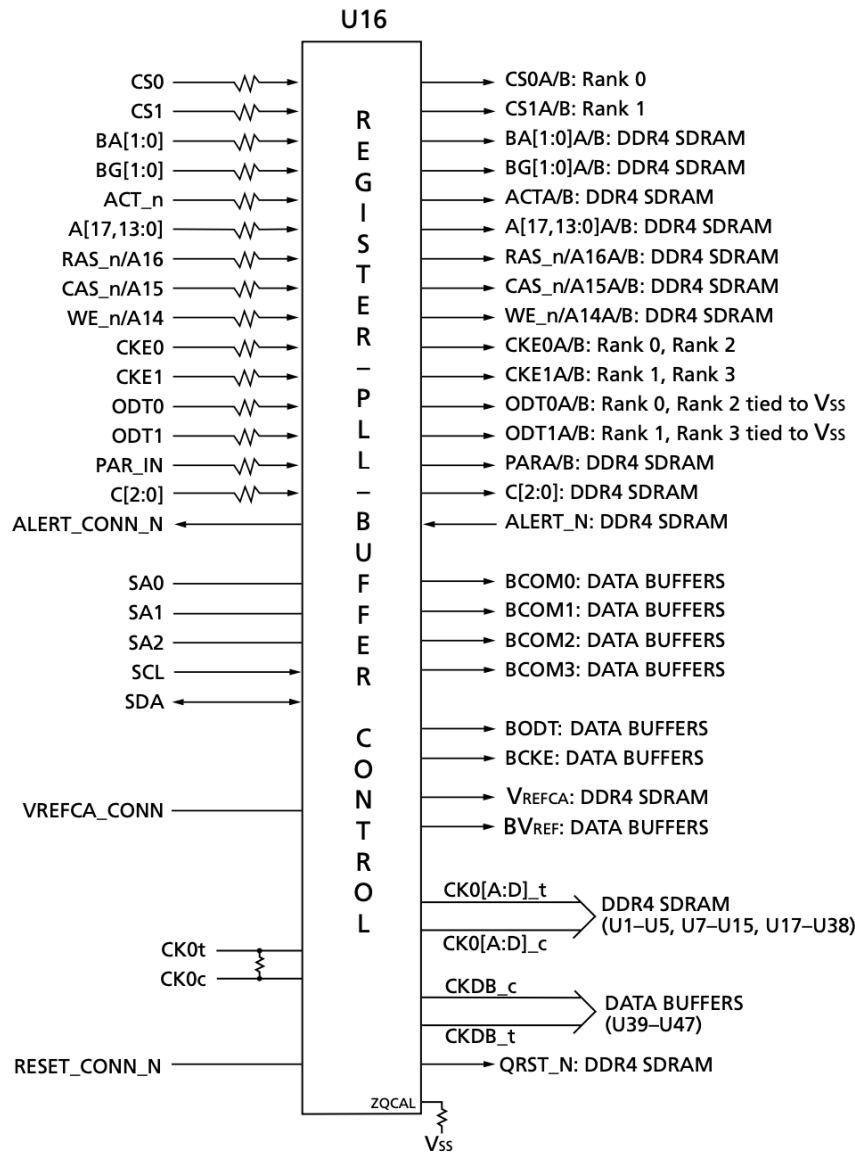 U16
CS0
CS1
BA[1:0]
BG[1:0]
ACT_n
A[17,13:0]
RAS_n/A16
CAS_n/A15
WE_n/A14
CKE0
CKE1
ODT0
ODT1
PAR_IN
C[2:0]
ALERT_CONN_N
SA0
SA1
SA2
SCL
SDA
VREFCA_CONN
CK0t
CK0c
RESET_CONN_N
REGISTER–PLL–BUFFER CONTROL
ZQCAL
VSS
CS0A/B: Rank 0
CS1A/B: Rank 1
BA[1:0]A/B: DDR4 SDRAM
BG[1:0]A/B: DDR4 SDRAM
ACTA/B: DDR4 SDRAM
A[17,13:0]A/B: DDR4 SDRAM
RAS_n/A16A/B: DDR4 SDRAM
CAS_n/A15A/B: DDR4 SDRAM
WE_n/A14A/B: DDR4 SDRAM
CKE0A/B: Rank 0, Rank 2
CKE1A/B: Rank 1, Rank 3
ODT0A/B: Rank 0, Rank 2 tied to VSS
ODT1A/B: Rank 1, Rank 3 tied to VSS
PARA/B: DDR4 SDRAM
C[2:0]: DDR4 SDRAM
ALERT_N: DDR4 SDRAM
BCOM0: DATA BUFFERS
BCOM1: DATA BUFFERS
BCOM2: DATA BUFFERS
BCOM3: DATA BUFFERS
BODT: DATA BUFFERS
BCKE: DATA BUFFERS
VREFCA: DDR4 SDRAM
BVREF: DATA BUFFERS
CK0[A:D]_t
CK0[A:D]_c
DDR4 SDRAM
(U1–U5, U7–U15, U17–U38)
CKDB_c
CKDB_t
DATA BUFFERS
(U39–U47)
QRST_N: DDR4 SDRAM